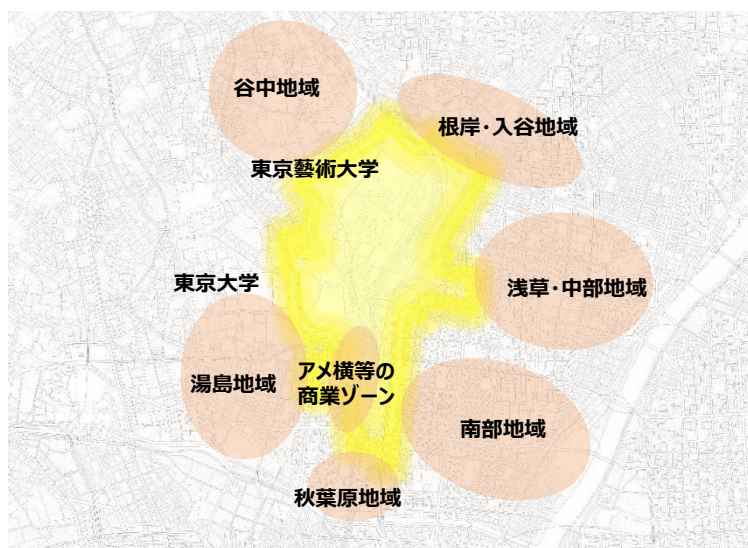 谷中地域
根岸・入谷地域
東京藝術大学
東京大学
浅草・中部地域
湯島地域
アメ横等の
商業ゾーン
南部地域
秋葉原地域